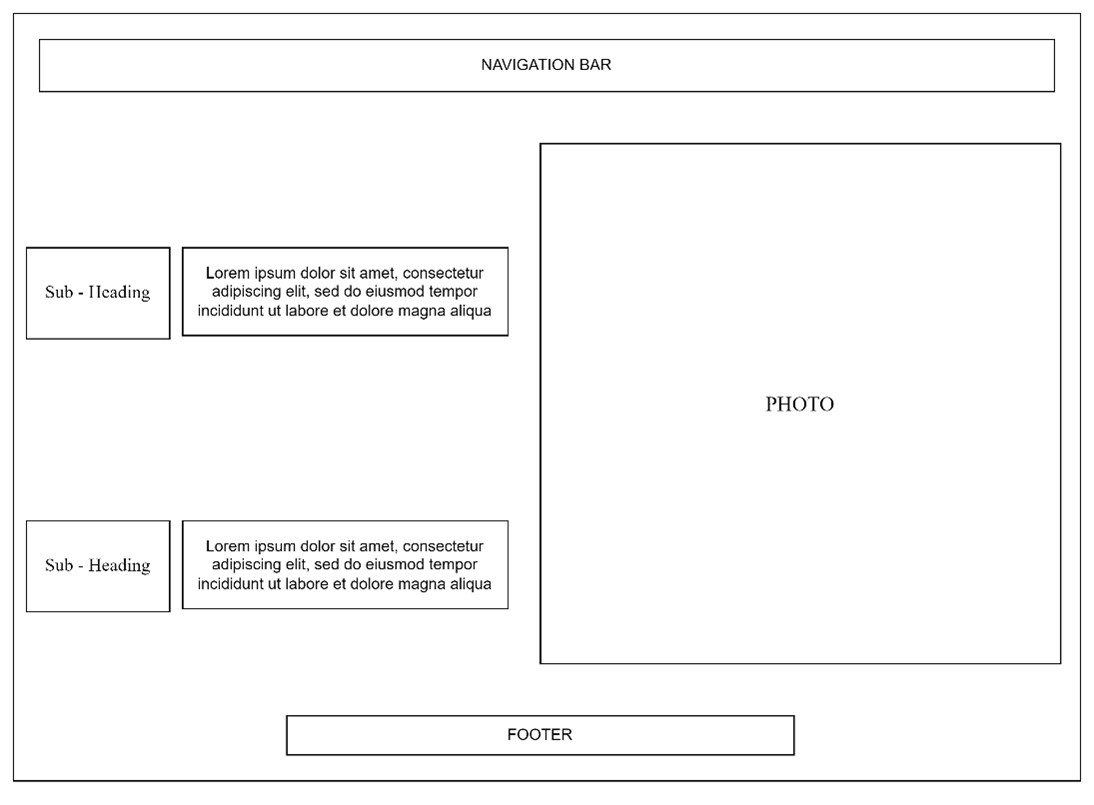 NAVIGATION BAR
Sub - Heading
Lorem ipsum dolor sit amet, consectetur
adipiscing elit, sed do eiusmod tempor
incididunt ut labore et dolore magna aliqua
PHOTO
Sub - Heading
Lorem ipsum dolor sit amet, consectetur
adipiscing elit, sed do eiusmod tempor
incididunt ut labore et dolore magna aliqua
FOOTER